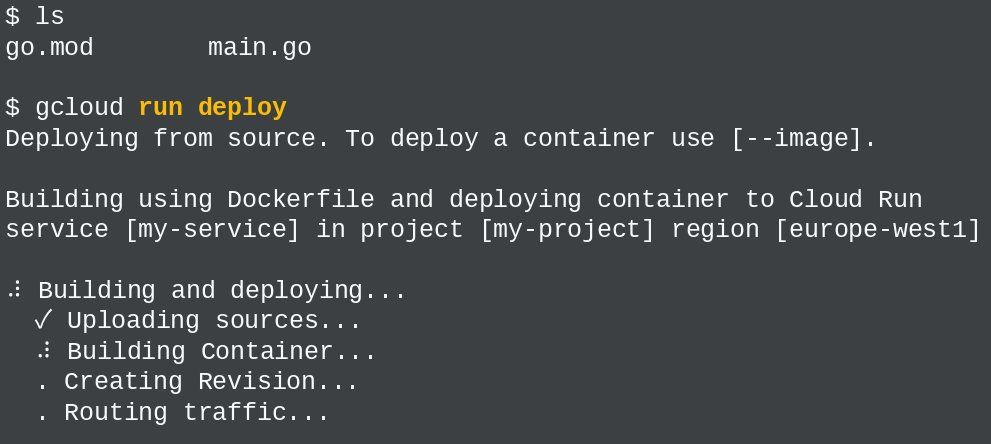 $ ls
go.mod main.go
$ gcloud run deploy
Deploying from source. To deploy a container use [--image].
Building using Dockerfile and deploying container to Cloud Run
service [my-service] in project [my-project] region [europe-west1]
⠼ Building and deploying...
✓ Uploading sources...
⠼ Building Container...
. Creating Revision...
. Routing traffic...